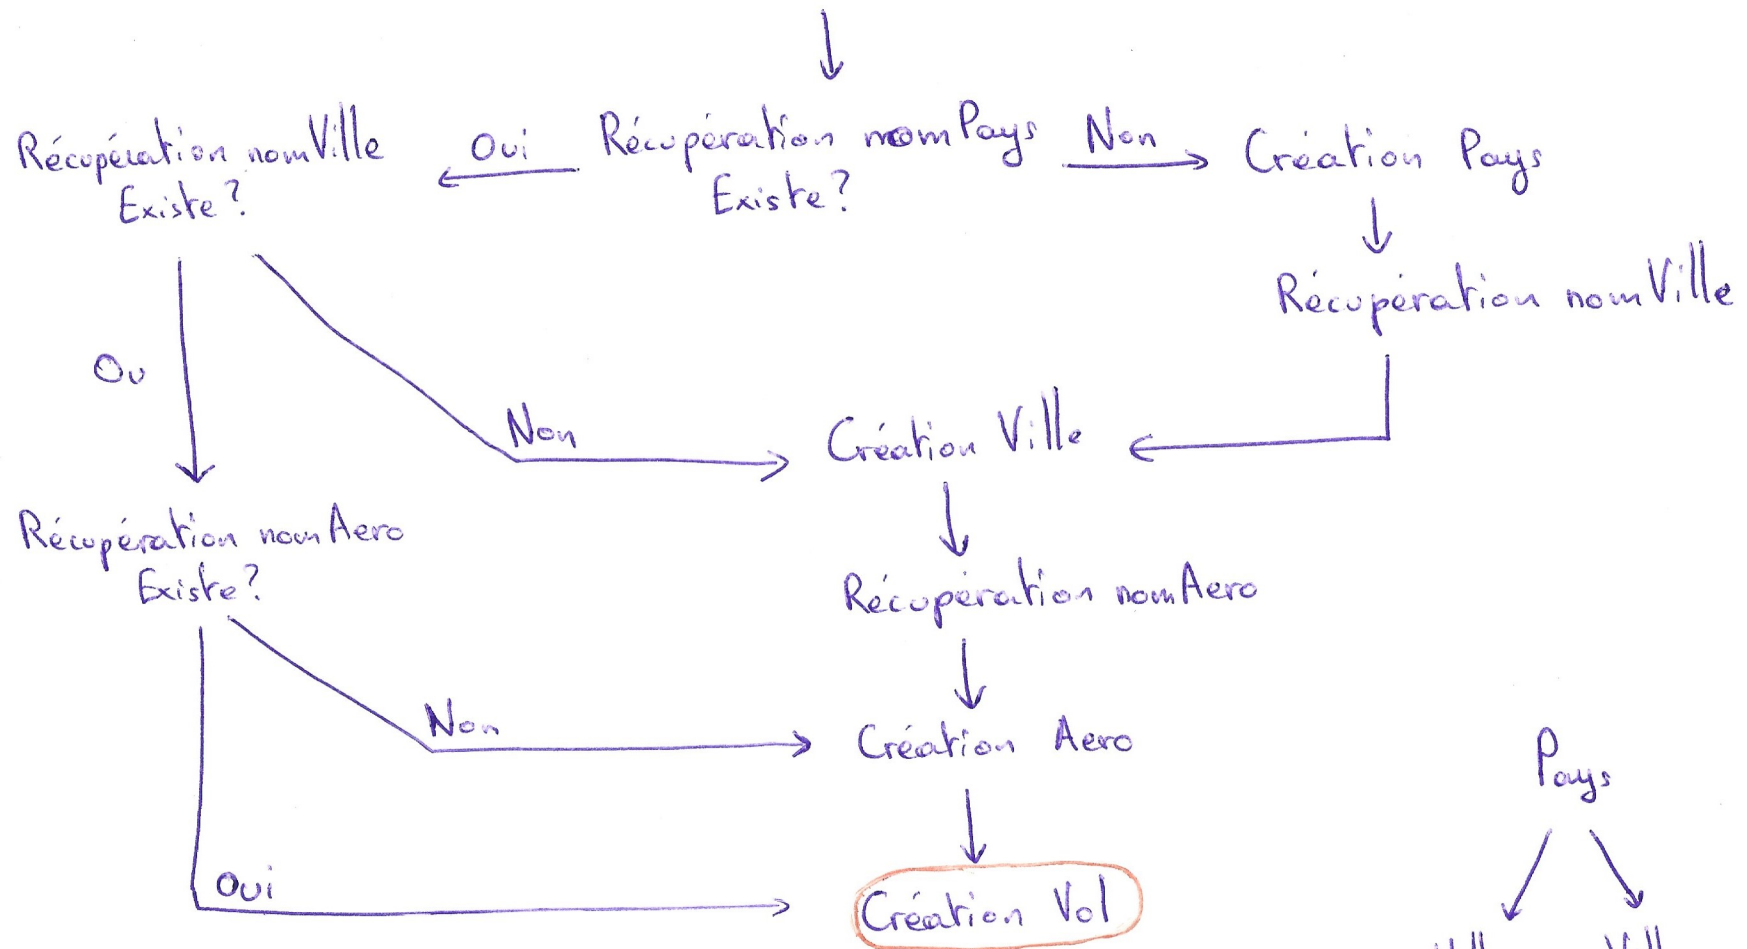 Récupération nomVille
Existe?
Oui
Récupération nomPays
Existe?
Non
Création Pays
Récupération nomVille
Ou
Non
Création Ville
Récupération nomAero
Existe?
Récupération nomAero
Non
Création Aero
Pays
Oui
Création Vol